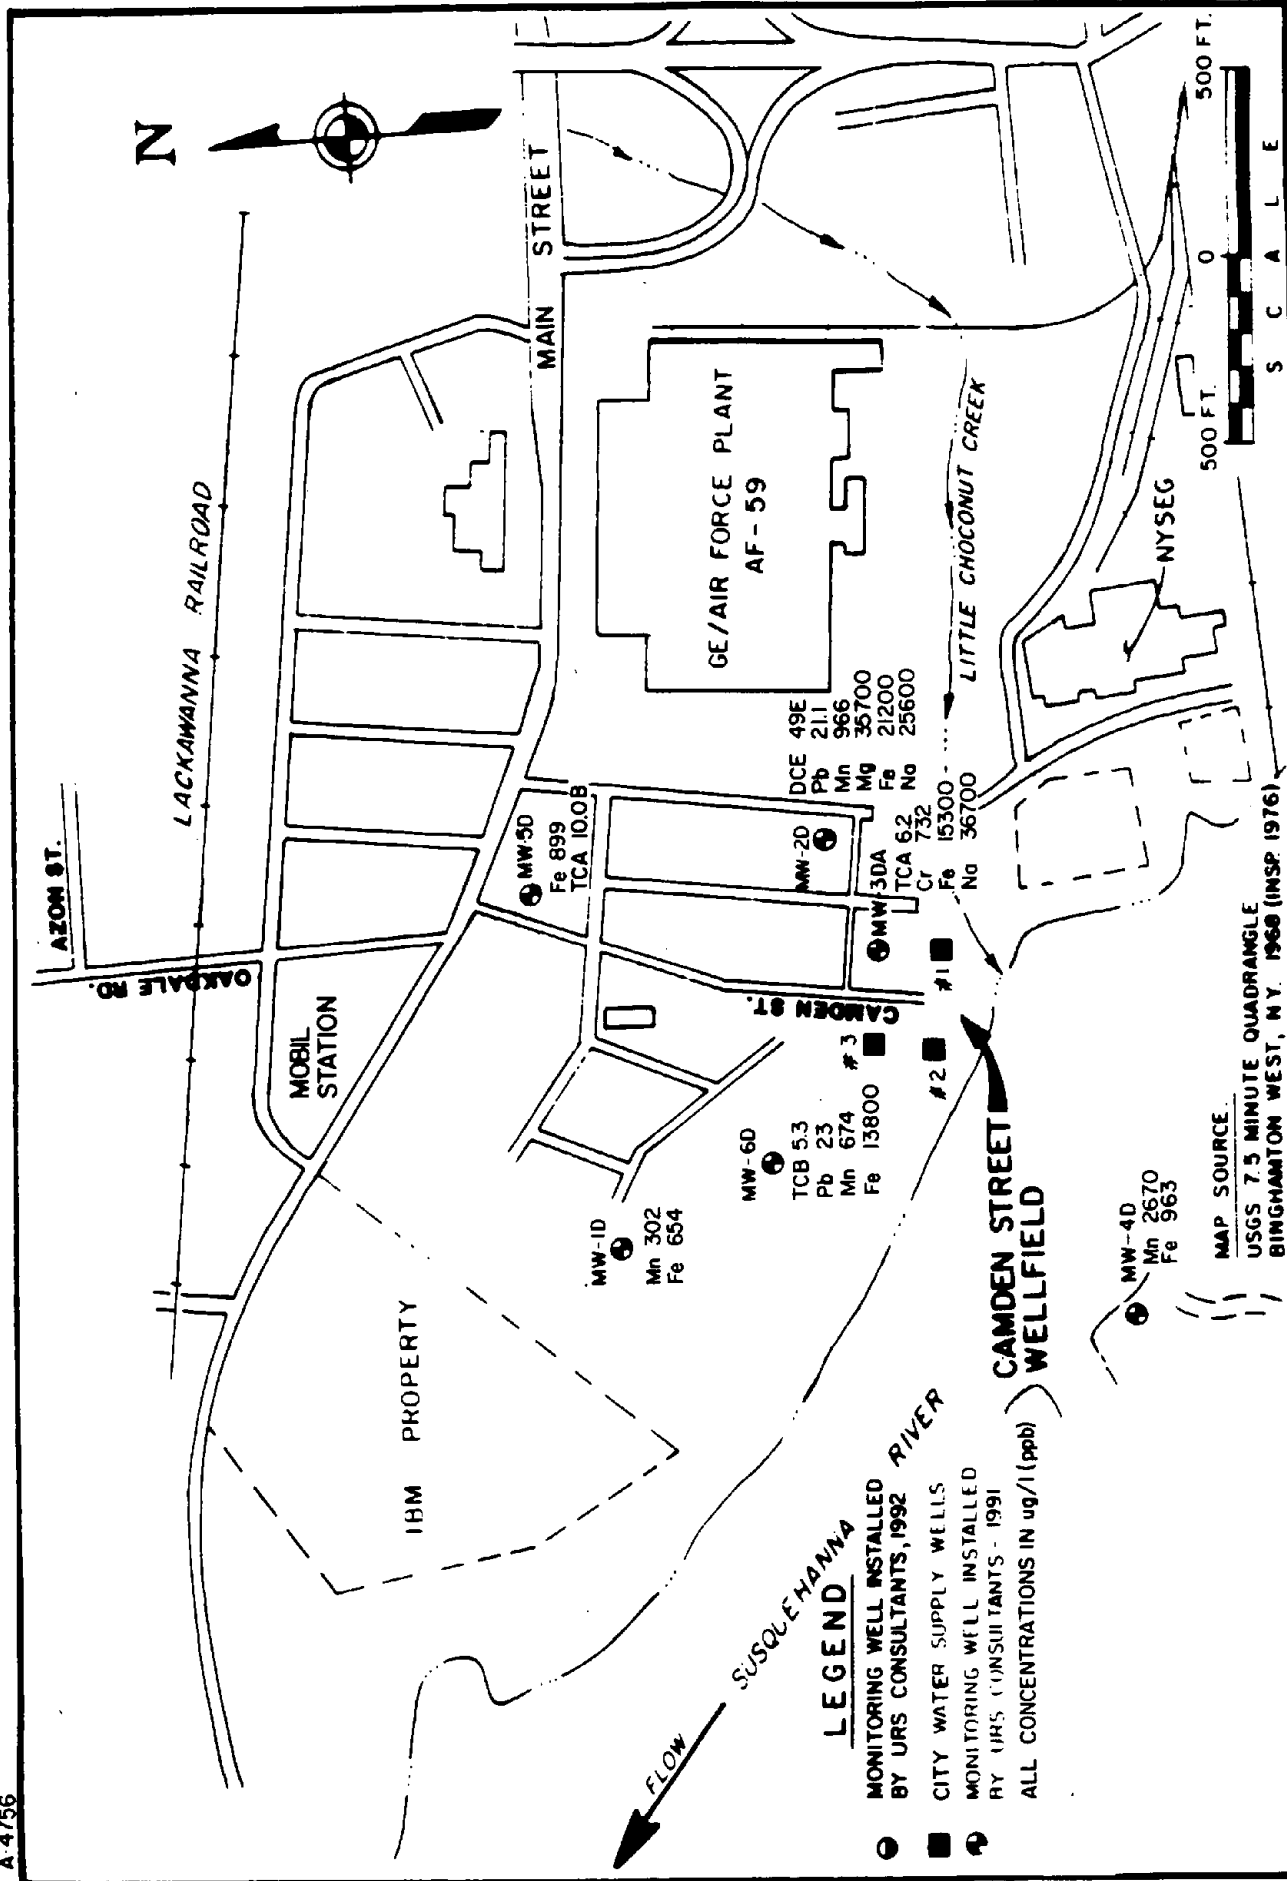 A-4756
N
LACKAWANNA RAILROAD
AZON ST.
OAKDALE RD.
MOBIL
STATION
MAIN STREET
GE/AIR FORCE PLANT
AF-59
IBM PROPERTY
MW-5D
Fe 899
TCA 10.0B
MW-2D
DCE 49E
Pb 21.1
Mn 966
Mg 35700
Fe 21200
Na 25600
MW-3DA
TCA 6.2
Cr 732
Fe 15300
Na 36700
LITTLE CHOCONUT CREEK
NYSEG
CAMDEN ST.
#1
#2
#3
MW-6D
TCB 5.3
Pb 23
Mn 674
Fe 13800
MW-1D
Mn 302
Fe 654
CAMDEN STREET
WELLFIELD
MW-4D
Mn 2670
Fe 963
SUSQUEHANNA RIVER
FLOW
LEGEND
MONITORING WELL INSTALLED
BY URS CONSULTANTS, 1992
CITY WATER SUPPLY WELLS
MONITORING WELL INSTALLED
BY URS CONSULTANTS - 1991
ALL CONCENTRATIONS IN ug/l (ppb)
MAP SOURCE
USGS 7.5 MINUTE QUADRANGLE
BINGHAMTON WEST, N.Y. 1968 (INSP. 1976)
500 FT. 0 500 FT.
SCALE